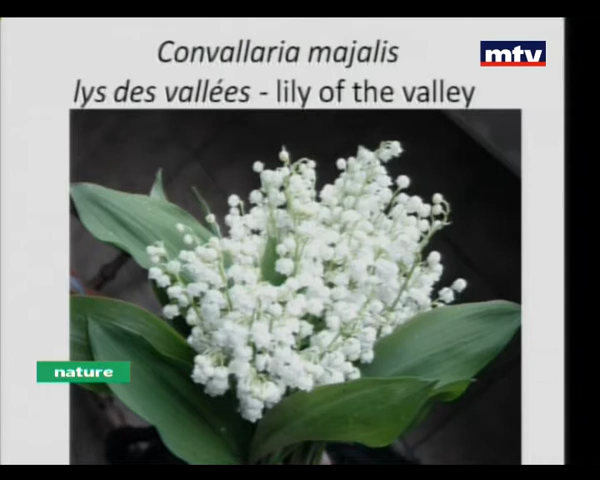 Convallaria majalis
mtv
lys des vallées - lily of the valley
nature